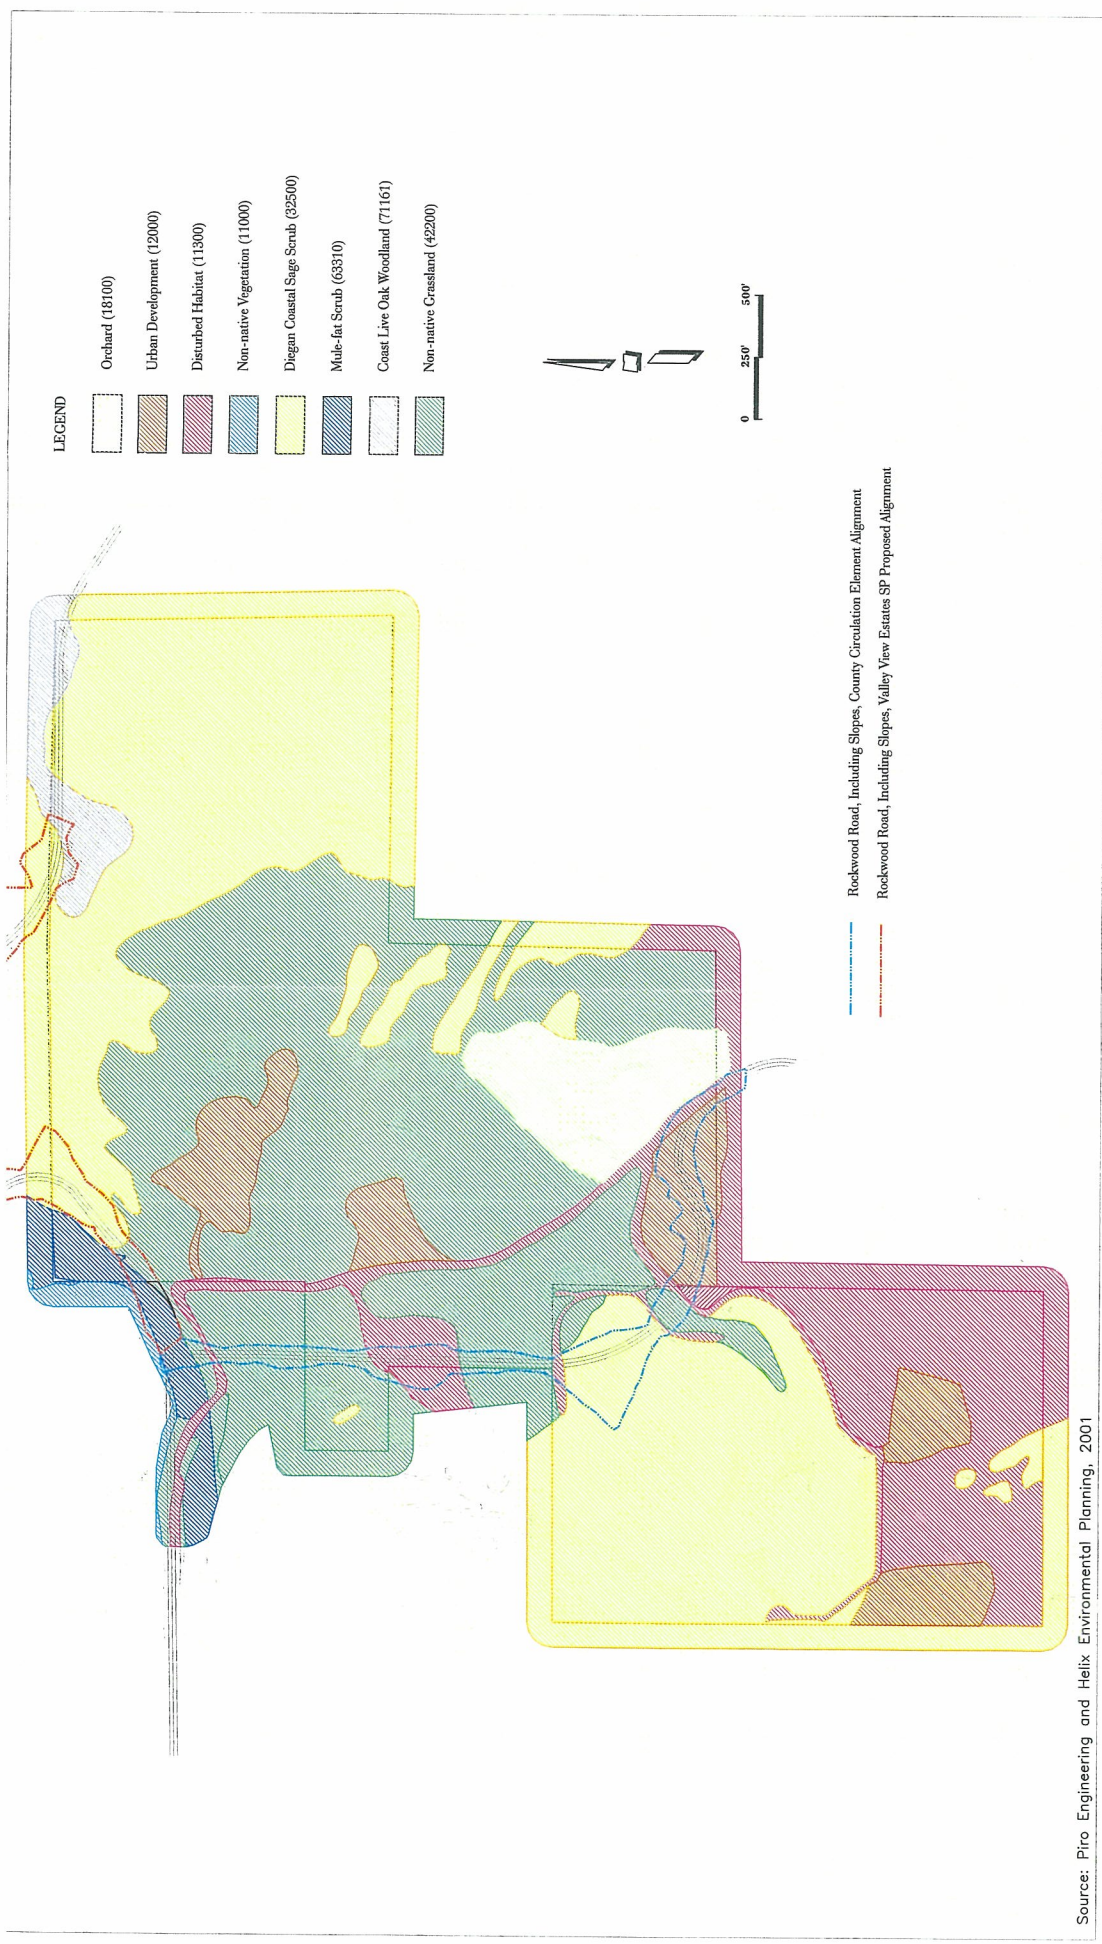 LEGEND
Orchard (18100)
Urban Development (12000)
Disturbed Habitat (11300)
Non-native Vegetation (11000)
Diegan Coastal Sage Scrub (32500)
Mule-fat Scrub (63310)
Coast Live Oak Woodland (71161)
Non-native Grassland (42200)
0 250' 500'
Rockwood Road, Including Slopes, County Circulation Element Alignment
Rockwood Road, Including Slopes, Valley View Estates SP Proposed Alignment
Source: Piro Engineering and Helix Environmental Planning, 2001